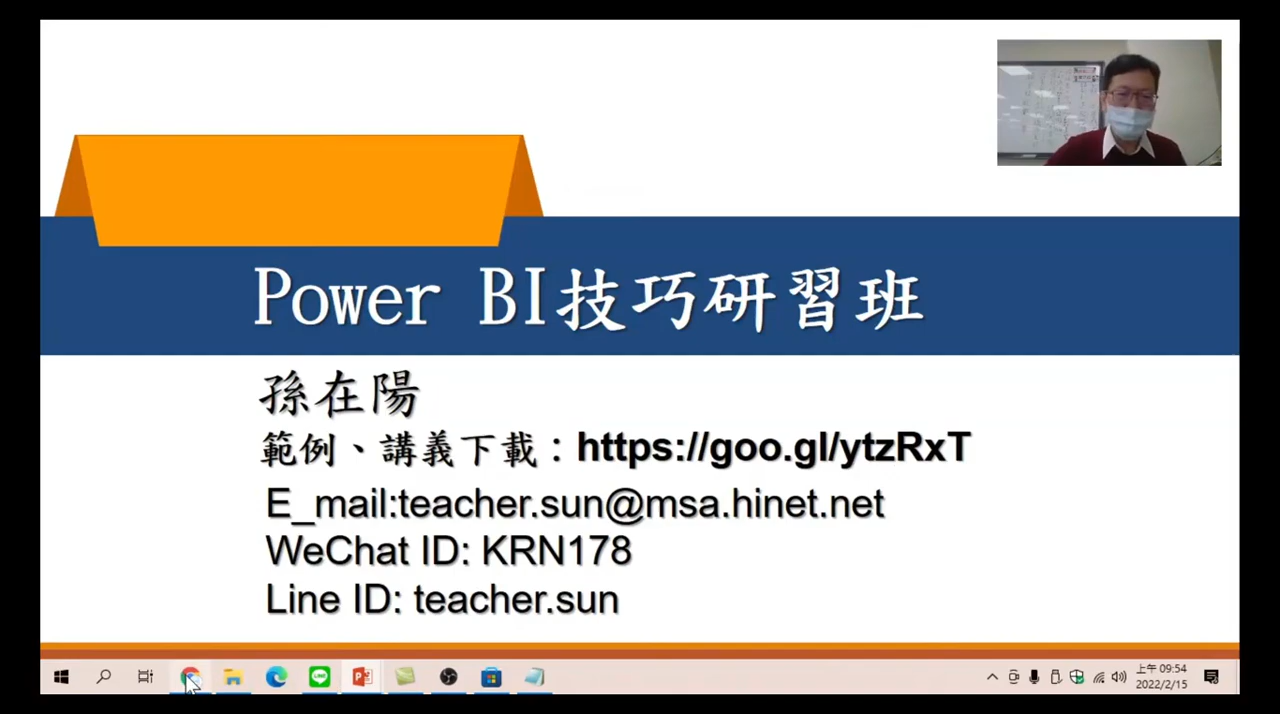 Power BI技巧研習班
孫在陽
範例、講義下載：https://goo.gl/ytzRxT
E_mail:teacher.sun@msa.hinet.net
WeChat ID: KRN178
Line ID: teacher.sun
上午 09:54
2022/2/15